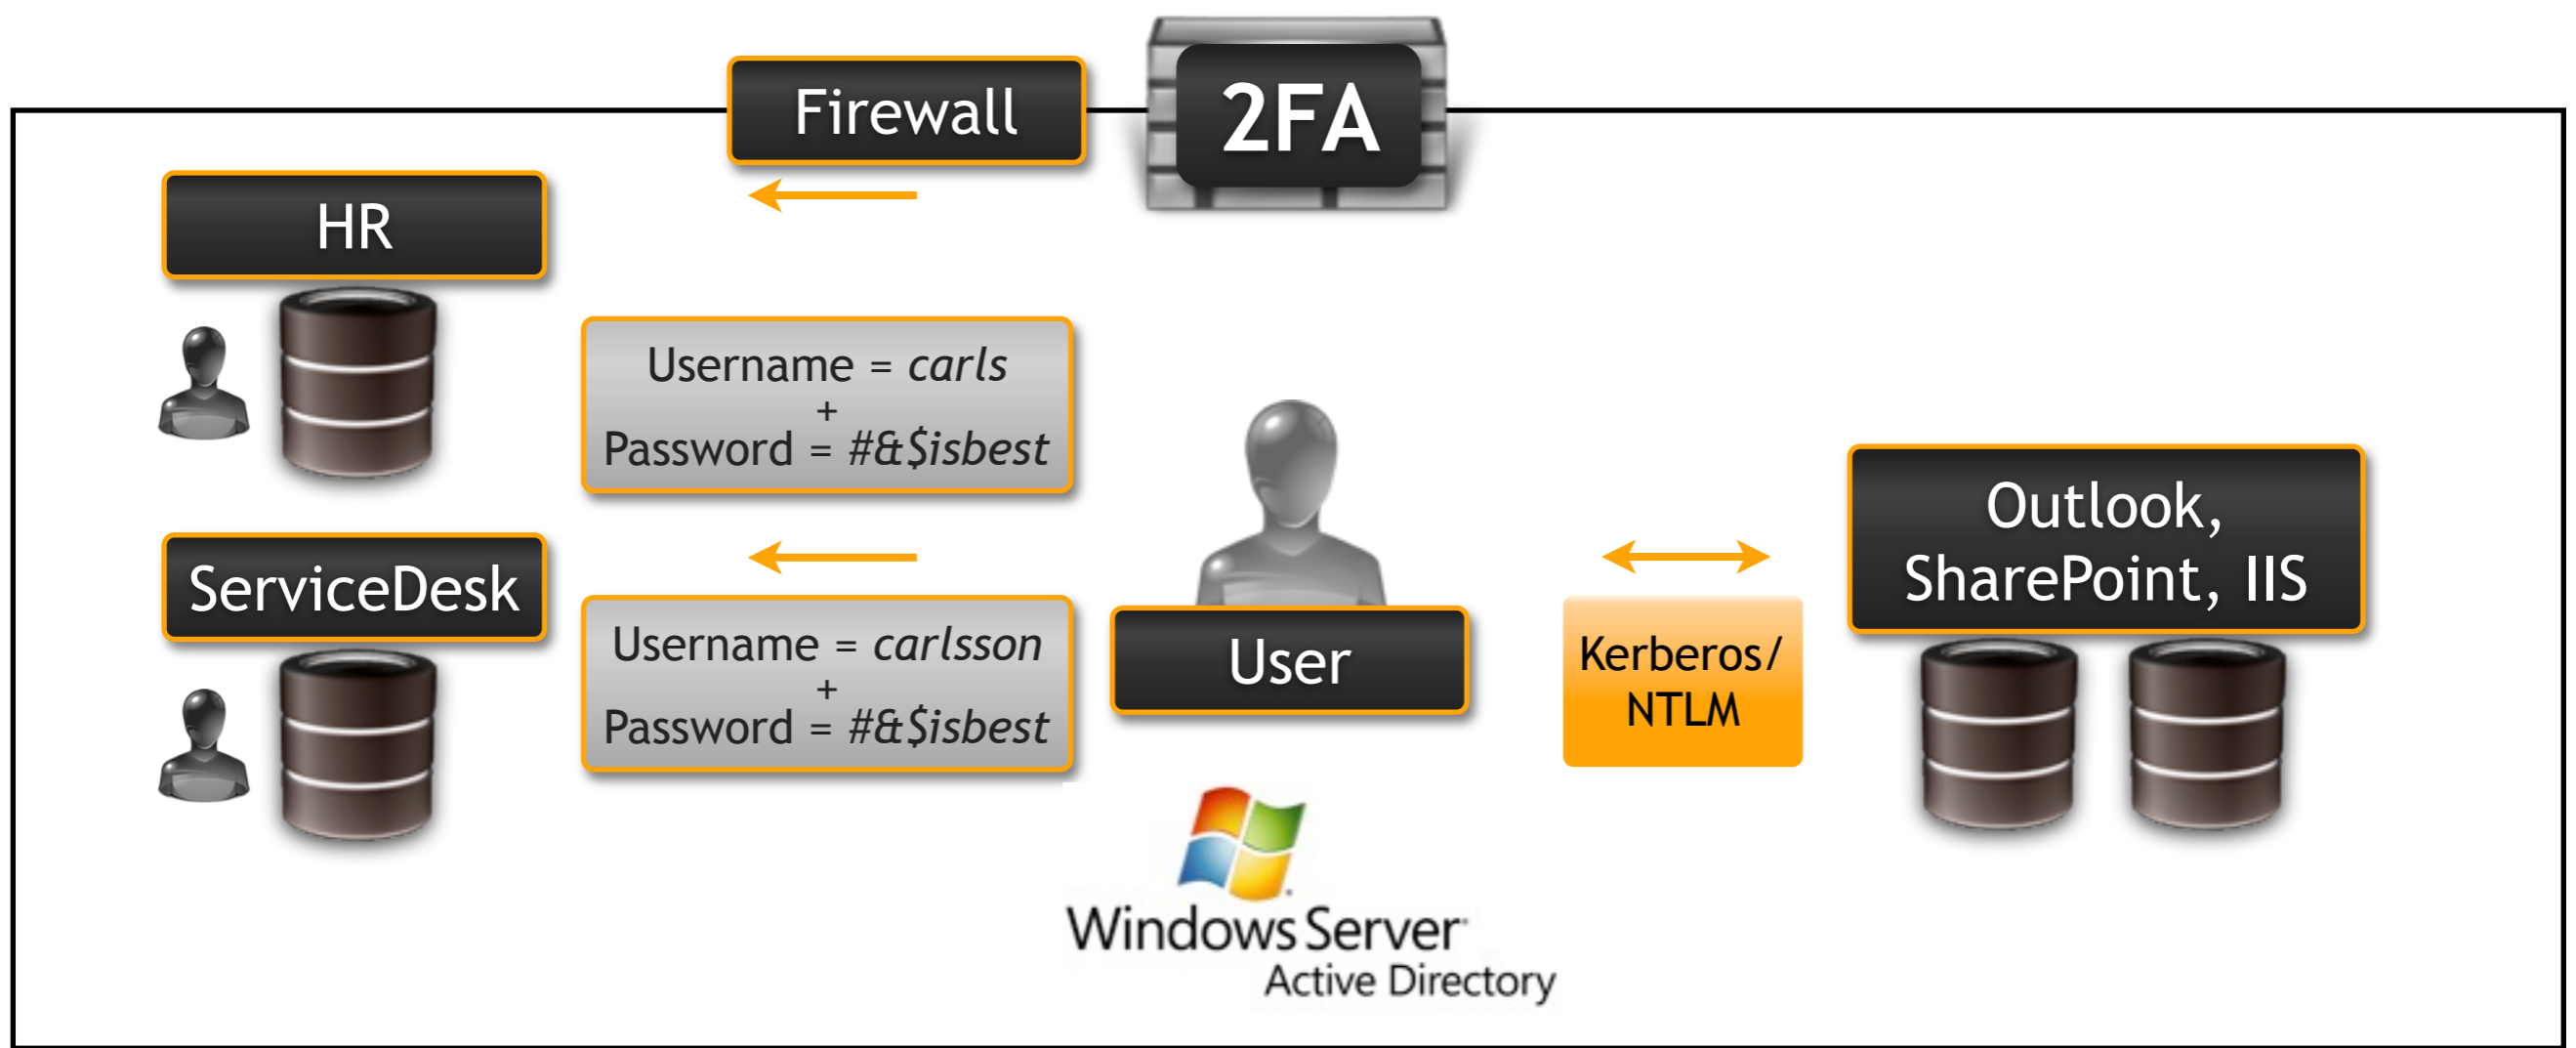 Firewall
2FA
HR
Username = carls
+
Password = #&$isbest
ServiceDesk
Username = carlsson
+
Password = #&$isbest
User
Kerberos/
NTLM
Outlook,
SharePoint, IIS
Windows Server
Active Directory